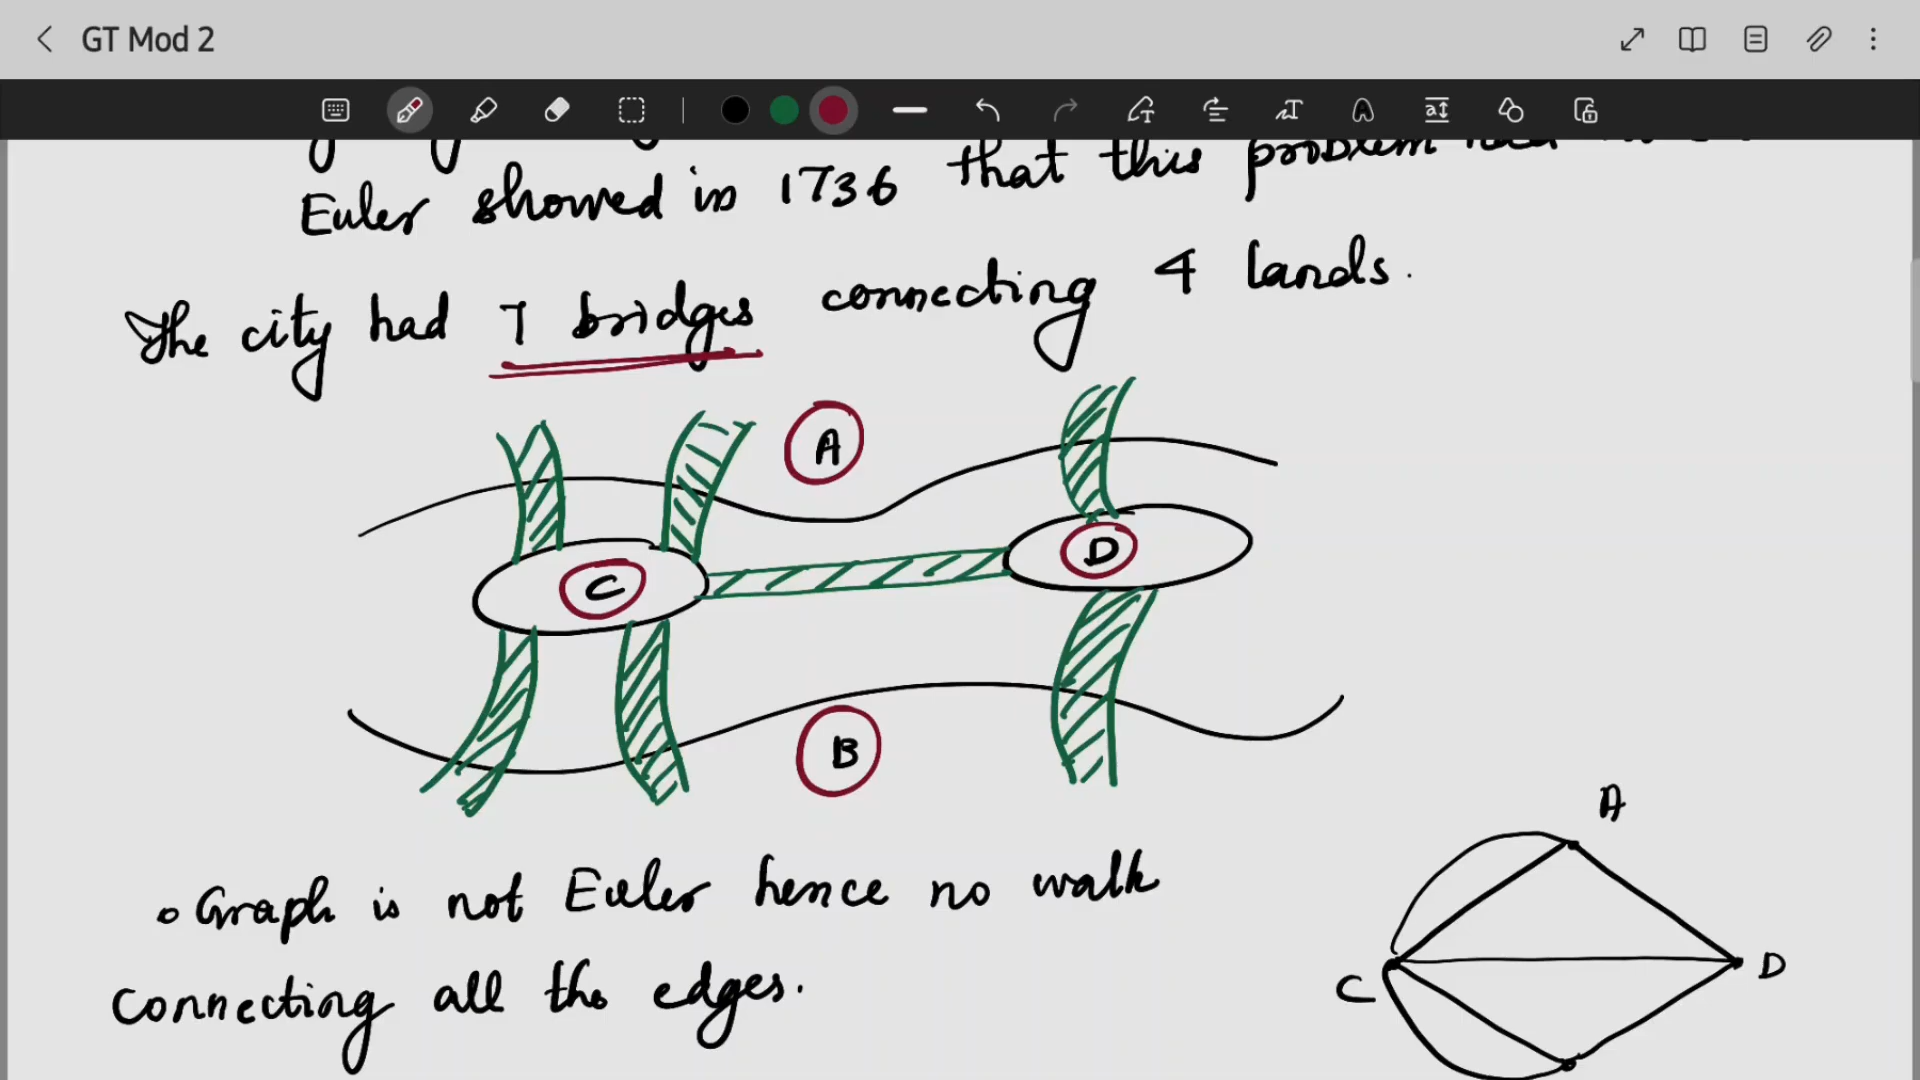 GT Mod 2
Euler showed in 1736 that this problem had
The city had 7 bridges connecting 4 lands.
A
D
C
B
A
• Graph is not Euler hence no walk
D
C
Connecting all the edges.